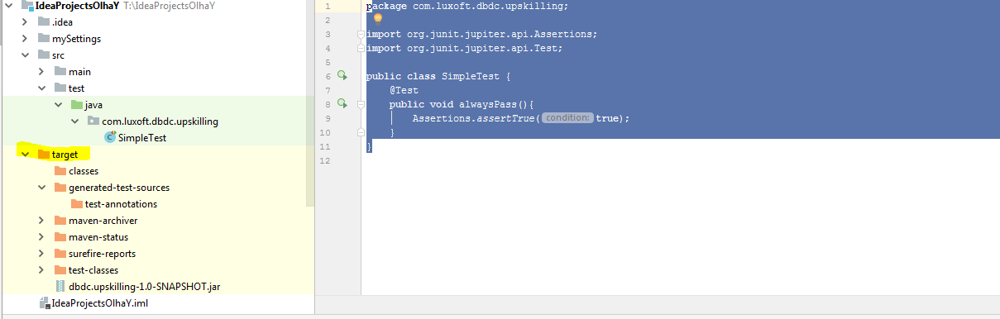 IdeaProjectsOlhaY T:\IdeaProjectsOlhaY
.idea
mySettings
src
main
test
java
com.luxoft.dbdc.upskilling
SimpleTest
target
classes
generated-test-sources
test-annotations
maven-archiver
maven-status
surefire-reports
test-classes
dbdc.upskilling-1.0-SNAPSHOT.jar
IdeaProjectsOlhaY.iml
1 package com.luxoft.dbdc.upskilling;
2
3 import org.junit.jupiter.api.Assertions;
4 import org.junit.jupiter.api.Test;
5
6 public class SimpleTest {
7 @Test
8 public void alwaysPass(){
9 Assertions.assertTrue( condition: true);
10 }
11 }
12